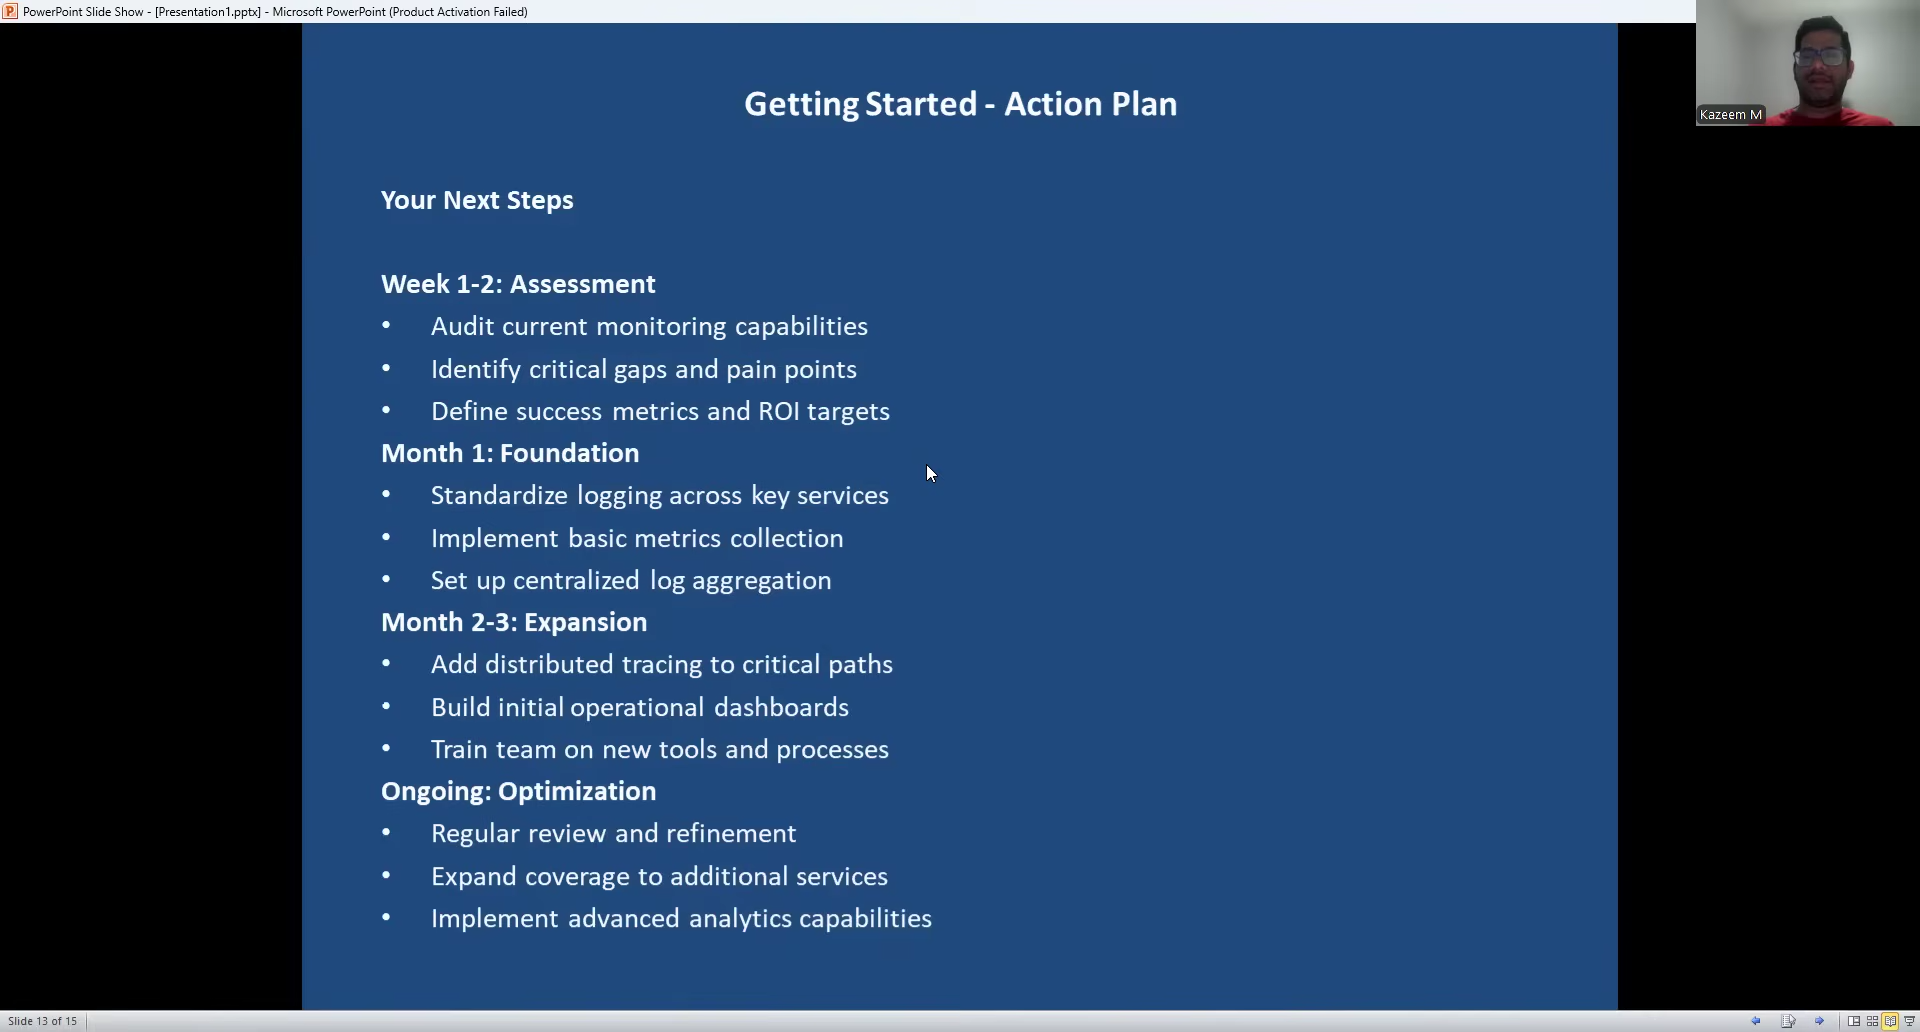 PowerPoint Slide Show - [Presentation1.pptx] - Microsoft PowerPoint (Product Activation Failed)
Kazeem M
Getting Started - Action Plan
Your Next Steps
Week 1-2: Assessment
• Audit current monitoring capabilities
• Identify critical gaps and pain points
• Define success metrics and ROI targets
Month 1: Foundation
• Standardize logging across key services
• Implement basic metrics collection
• Set up centralized log aggregation
Month 2-3: Expansion
• Add distributed tracing to critical paths
• Build initial operational dashboards
• Train team on new tools and processes
Ongoing: Optimization
• Regular review and refinement
• Expand coverage to additional services
• Implement advanced analytics capabilities
Slide 13 of 15